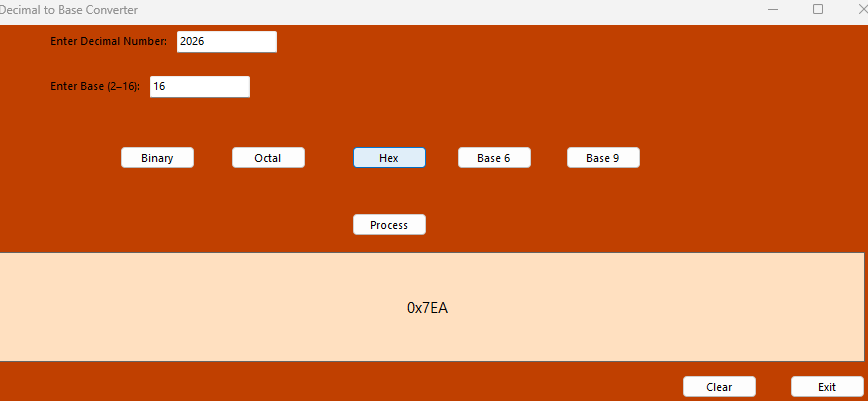 Decimal to Base Converter
Enter Decimal Number: 2026
Enter Base (2–16): 16
Binary Octal Hex Base 6 Base 9
Process
0x7EA
Clear Exit